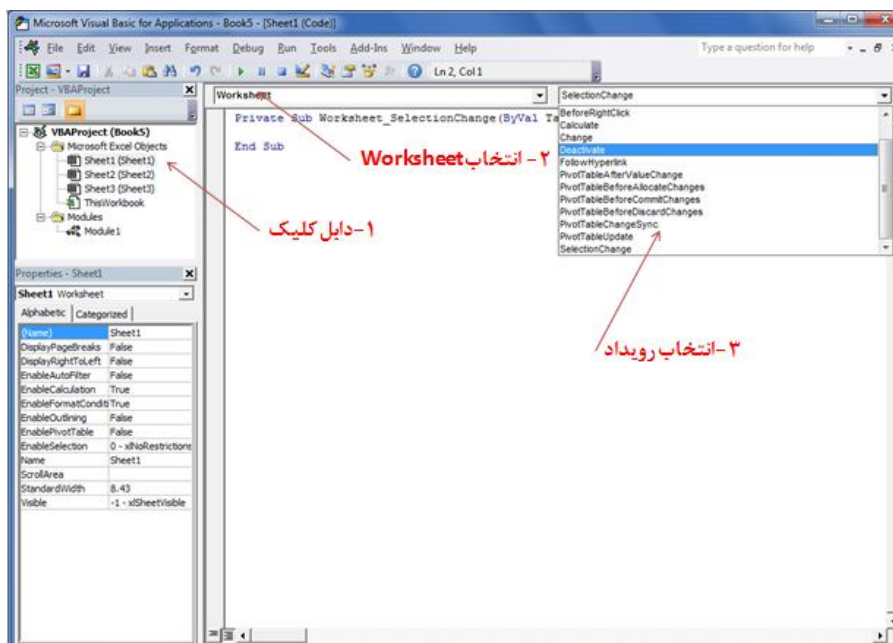 Microsoft Visual Basic for Applications - Book5 - [Sheet1 (Code)]
File Edit View Insert Format Debug Run Tools Add-Ins Window Help
Type a question for help
Ln 2, Col 1
Project - VBAProject
VBAProject (Book5)
Microsoft Excel Objects
Sheet1 (Sheet1)
Sheet2 (Sheet2)
Sheet3 (Sheet3)
ThisWorkbook
Modules
Module1
Properties - Sheet1
Sheet1 Worksheet
Alphabetic Categorized
(Name) Sheet1
DisplayPageBreaks False
DisplayRightToLeft False
EnableAutoFilter False
EnableCalculation True
EnableFormatConditi True
EnableOutlining False
EnablePivotTable False
EnableSelection 0 - xlNoRestrictions
Name Sheet1
ScrollArea
StandardWidth 8.43
Visible -1 - xlSheetVisible
Worksheet
SelectionChange
Private Sub Worksheet_SelectionChange(ByVal Ta
End Sub
BeforeRightClick
Calculate
Change
Deactivate
FollowHyperlink
PivotTableAfterValueChange
PivotTableBeforeAllocateChanges
PivotTableBeforeCommitChanges
PivotTableBeforeDiscardChanges
PivotTableChangeSync
PivotTableUpdate
SelectionChange
۱-دابل کلیک
۲- انتخاب Worksheet
۳-انتخاب رویداد